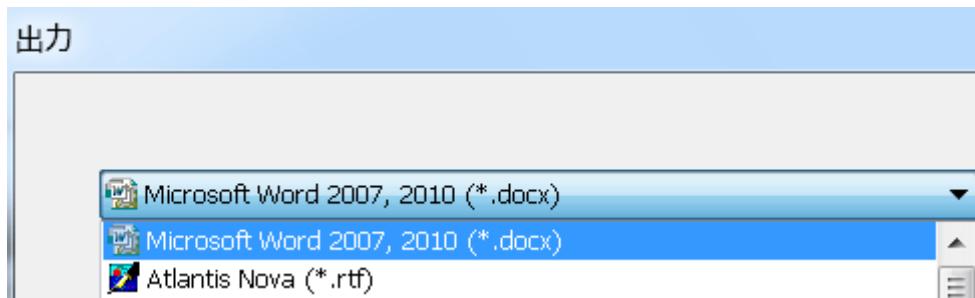 出力
Microsoft Word 2007, 2010 (*.docx)
Microsoft Word 2007, 2010 (*.docx)
Atlantis Nova (*.rtf)